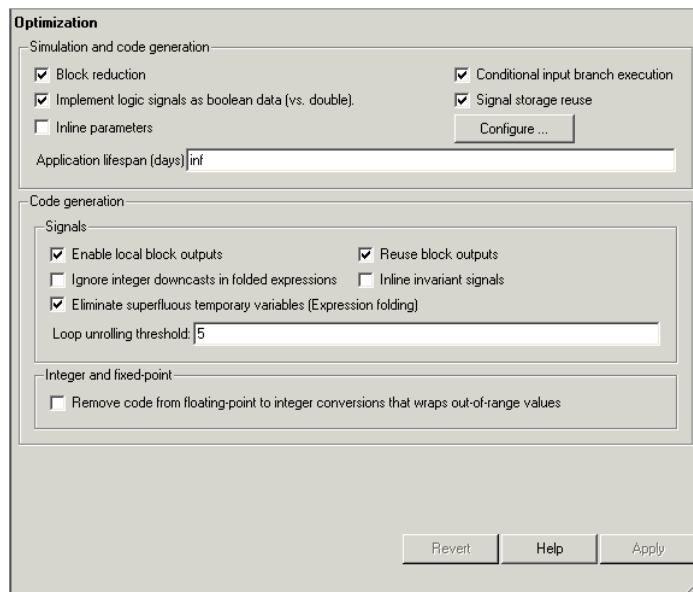 Optimization
Simulation and code generation
Block reduction
Conditional input branch execution
Implement logic signals as boolean data (vs. double).
Signal storage reuse
Inline parameters
Configure ...
Application lifespan (days) inf
Code generation
Signals
Enable local block outputs
Reuse block outputs
Ignore integer downcasts in folded expressions
Inline invariant signals
Eliminate superfluous temporary variables (Expression folding)
Loop unrolling threshold: 5
Integer and fixed-point
Remove code from floating-point to integer conversions that wraps out-of-range values
Revert
Help
Apply